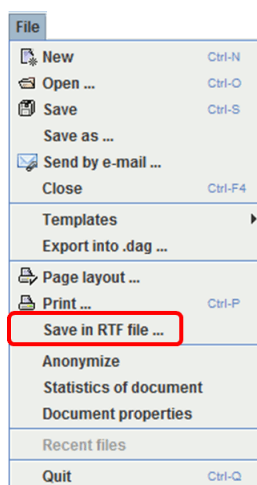 File
New Ctrl-N
Open ... Ctrl-O
Save Ctrl-S
Save as ...
Send by e-mail ...
Close Ctrl-F4
Templates
Export into .dag ...
Page layout ...
Print ... Ctrl-P
Save in RTF file ...
Anonymize
Statistics of document
Document properties
Recent files
Quit Ctrl-Q